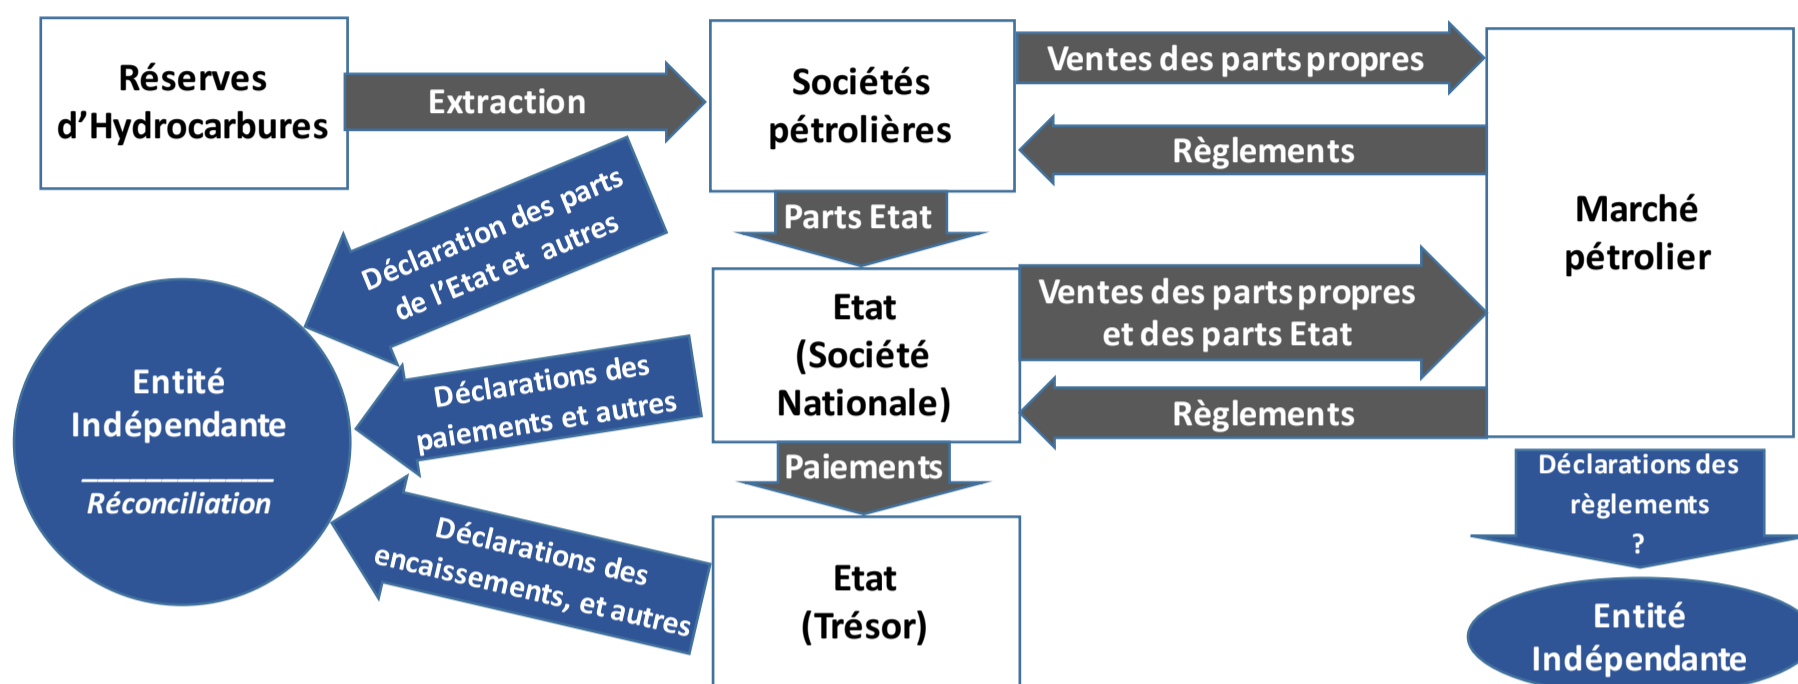 Réserves
d'Hydrocarbures
Extraction
Sociétés
pétrolières
Ventes des parts propres
Règlements
Marché
pétrolier
Parts Etat
Déclaration des parts
de l'Etat et autres
Etat
(Société
Nationale)
Ventes des parts propres
et des parts Etat
Règlements
Entité
Indépendante
Réconciliation
Déclarations des
paiements et autres
Paiements
Déclarations des
encaissements, et autres
Etat
(Trésor)
Déclarations des
règlements
?
Entité
Indépendante